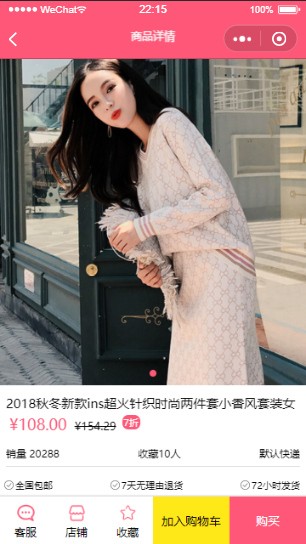 WeChat 22:15 100%
商品详情
2018秋冬新款ins超火针织时尚两件套小香风套装女
¥108.00 ¥154.29 7折
销量 20288 收藏10人 默认快递
全国包邮 7天无理由退货 72小时发货
客服 店铺 收藏 加入购物车 购买